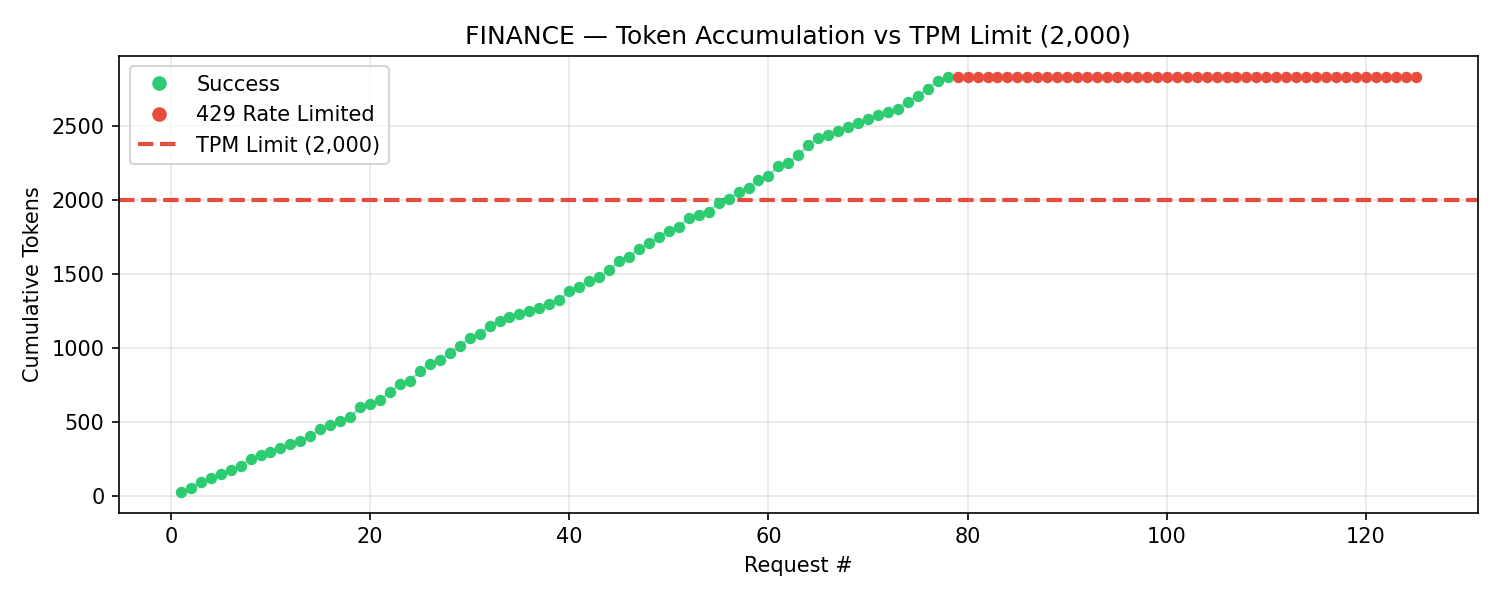 FINANCE — Token Accumulation vs TPM Limit (2,000)
Success
429 Rate Limited
TPM Limit (2,000)
Cumulative Tokens
2500
2000
1500
1000
500
0
0 20 40 60 80 100 120
Request #